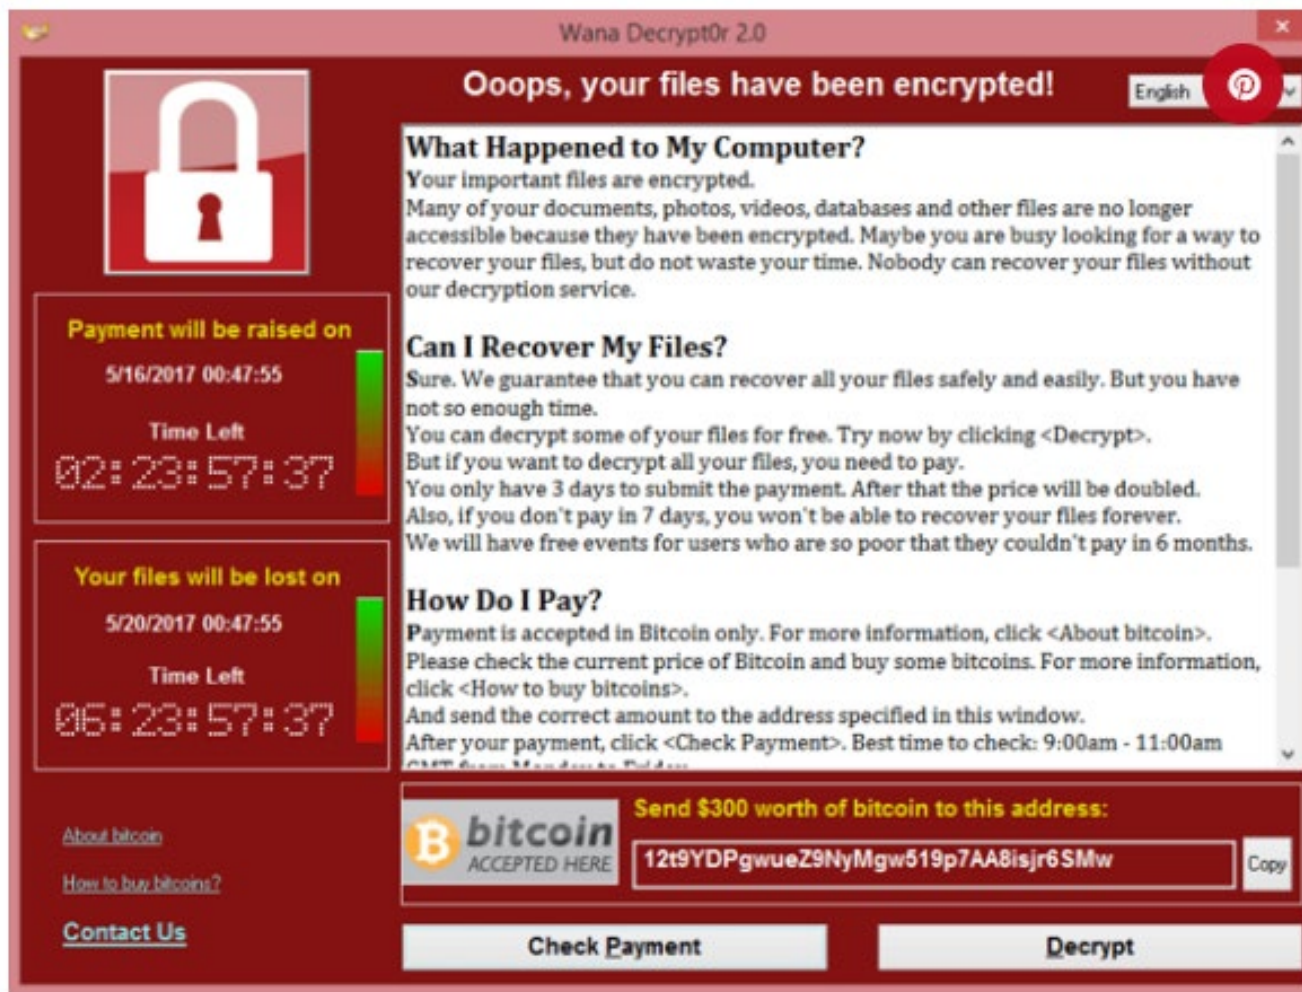 Wana Decrypt0r 2.0
Ooops, your files have been encrypted!
English
What Happened to My Computer?
Your important files are encrypted.
Many of your documents, photos, videos, databases and other files are no longer
accessible because they have been encrypted. Maybe you are busy looking for a way to
recover your files, but do not waste your time. Nobody can recover your files without
our decryption service.
Can I Recover My Files?
Sure. We guarantee that you can recover all your files safely and easily. But you have
not so enough time.
You can decrypt some of your files for free. Try now by clicking <Decrypt>.
But if you want to decrypt all your files, you need to pay.
You only have 3 days to submit the payment. After that the price will be doubled.
Also, if you don't pay in 7 days, you won't be able to recover your files forever.
We will have free events for users who are so poor that they couldn't pay in 6 months.
How Do I Pay?
Payment is accepted in Bitcoin only. For more information, click <About bitcoin>.
Please check the current price of Bitcoin and buy some bitcoins. For more information,
click <How to buy bitcoins>.
And send the correct amount to the address specified in this window.
After your payment, click <Check Payment>. Best time to check: 9:00am - 11:00am
GMT from Monday to Friday.
Payment will be raised on
5/16/2017 00:47:55
Time Left
02:23:57:37
Your files will be lost on
5/20/2017 00:47:55
Time Left
06:23:57:37
About bitcoin
How to buy bitcoins?
Contact Us
bitcoin
ACCEPTED HERE
Send $300 worth of bitcoin to this address:
12t9YDPgwueZ9NyMgw519p7AA8isjr6SMw
Copy
Check Payment
Decrypt